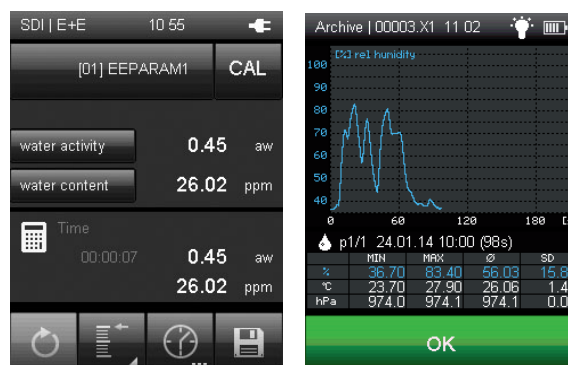 SDI | E+E 10 55
[01] EEPARAM1 CAL
water activity 0.45 aw
water content 26.02 ppm
Time
00:00:07 0.45 aw
26.02 ppm
Archive | 00003.X1 11 02
[%] rel humidity
100
90
80
70
60
50
40
0 60 120 180
p1/1 24.01.14 10:00 (98s)
MIN MAX Ø SD
% 36.70 83.40 56.03 15.8
°C 23.70 27.90 26.06 1.4
hPa 974.0 974.1 974.1 0.0
OK